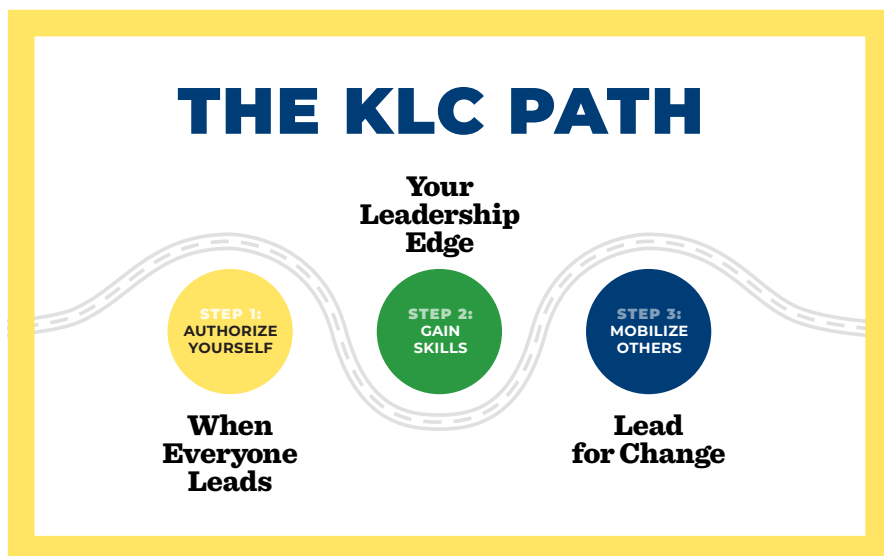 THE KLC PATH
Your
Leadership
Edge
STEP 1:
AUTHORIZE
YOURSELF
STEP 2:
GAIN
SKILLS
STEP 3:
MOBILIZE
OTHERS
When
Everyone
Leads
Lead
for Change